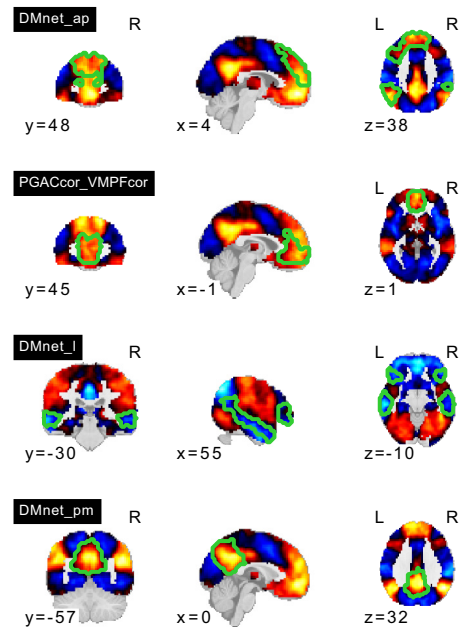 DMnet_ap
R
L R
y=48
x=4
z=38
PGACcor_VMPFcor
L R
y=45
x=-1
z=1
DMnet_l
R
L R
y=-30
x=55
z=-10
DMnet_pm
R
L R
y=-57
x=0
z=32